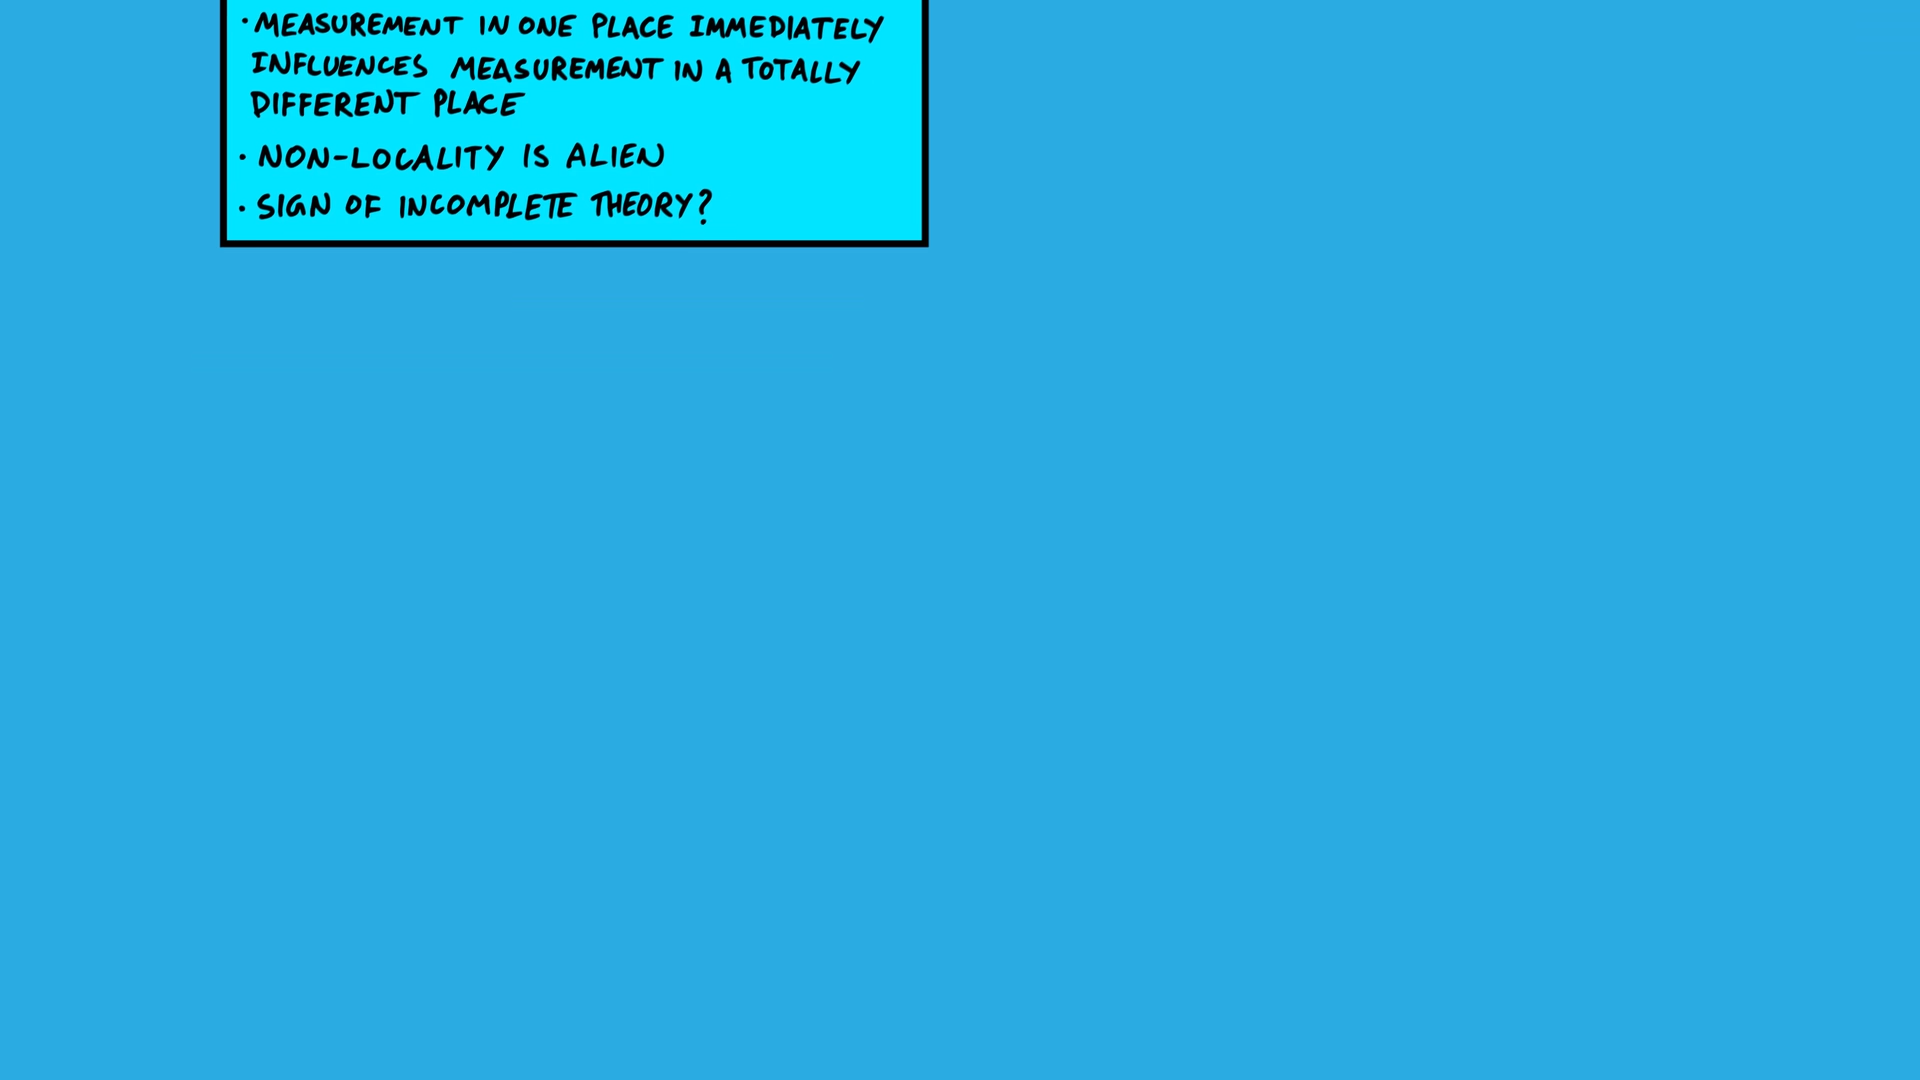 · MEASUREMENT IN ONE PLACE IMMEDIATELY
INFLUENCES MEASUREMENT IN A TOTALLY
DIFFERENT PLACE
· NON-LOCALITY IS ALIEN
· SIGN OF INCOMPLETE THEORY?